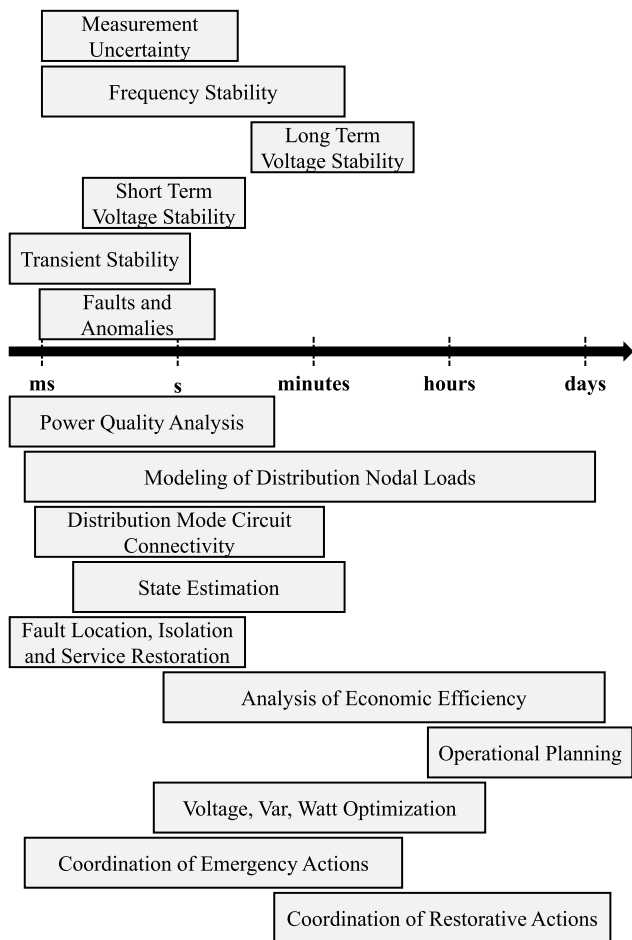 Measurement
Uncertainty
Frequency Stability
Long Term
Voltage Stability
Short Term
Voltage Stability
Transient Stability
Faults and
Anomalies
ms s minutes hours days
Power Quality Analysis
Modeling of Distribution Nodal Loads
Distribution Mode Circuit
Connectivity
State Estimation
Fault Location, Isolation
and Service Restoration
Analysis of Economic Efficiency
Operational Planning
Voltage, Var, Watt Optimization
Coordination of Emergency Actions
Coordination of Restorative Actions